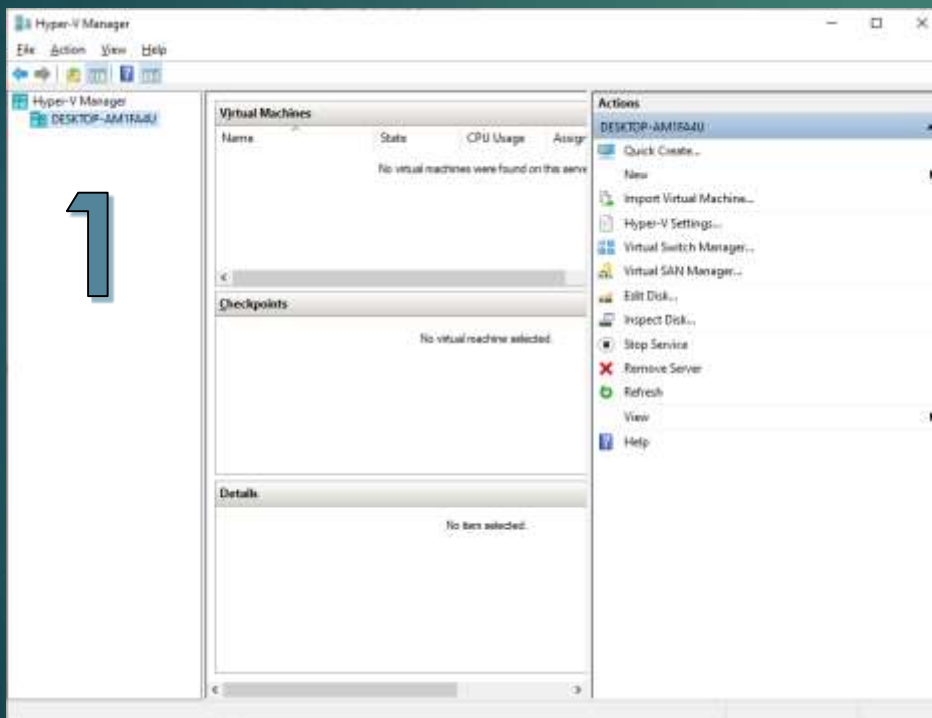 Hyper-V Manager
File Action View Help
Hyper-V Manager
DESKTOP-AM1FA4U
1
Virtual Machines
Name State CPU Usage Assigr
No virtual machines were found on this serve
Checkpoints
No virtual machine selected.
Details
No item selected.
Actions
DESKTOP-AM1FA4U
Quick Create...
New
Import Virtual Machine...
Hyper-V Settings...
Virtual Switch Manager...
Virtual SAN Manager...
Edit Disk...
Inspect Disk...
Stop Service
Remove Server
Refresh
View
Help